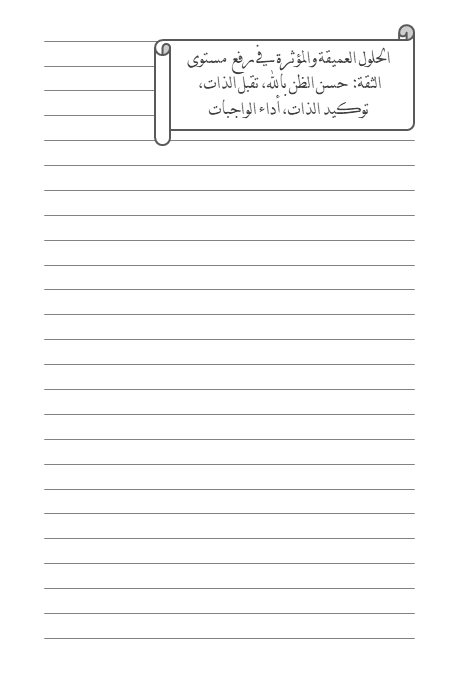 الحلول العميقة والمؤثرة في رفع مستوى
الثقة: حسن الظن بالله، تقبل الذات،
توكيد الذات، أداء الواجبات